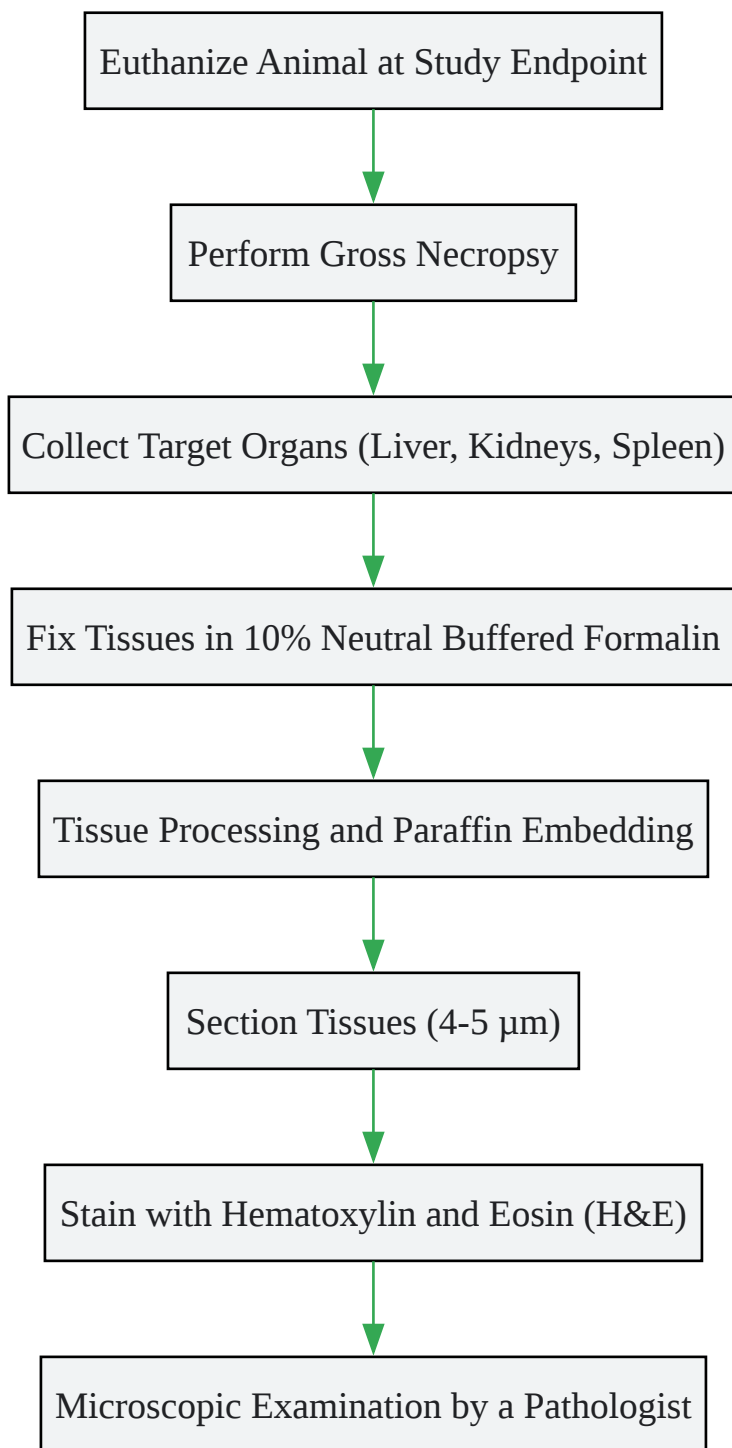 Euthanize Animal at Study Endpoint
Perform Gross Necropsy
Collect Target Organs (Liver, Kidneys, Spleen)
Fix Tissues in 10% Neutral Buffered Formalin
Tissue Processing and Paraffin Embedding
Section Tissues (4-5 µm)
Stain with Hematoxylin and Eosin (H&E)
Microscopic Examination by a Pathologist